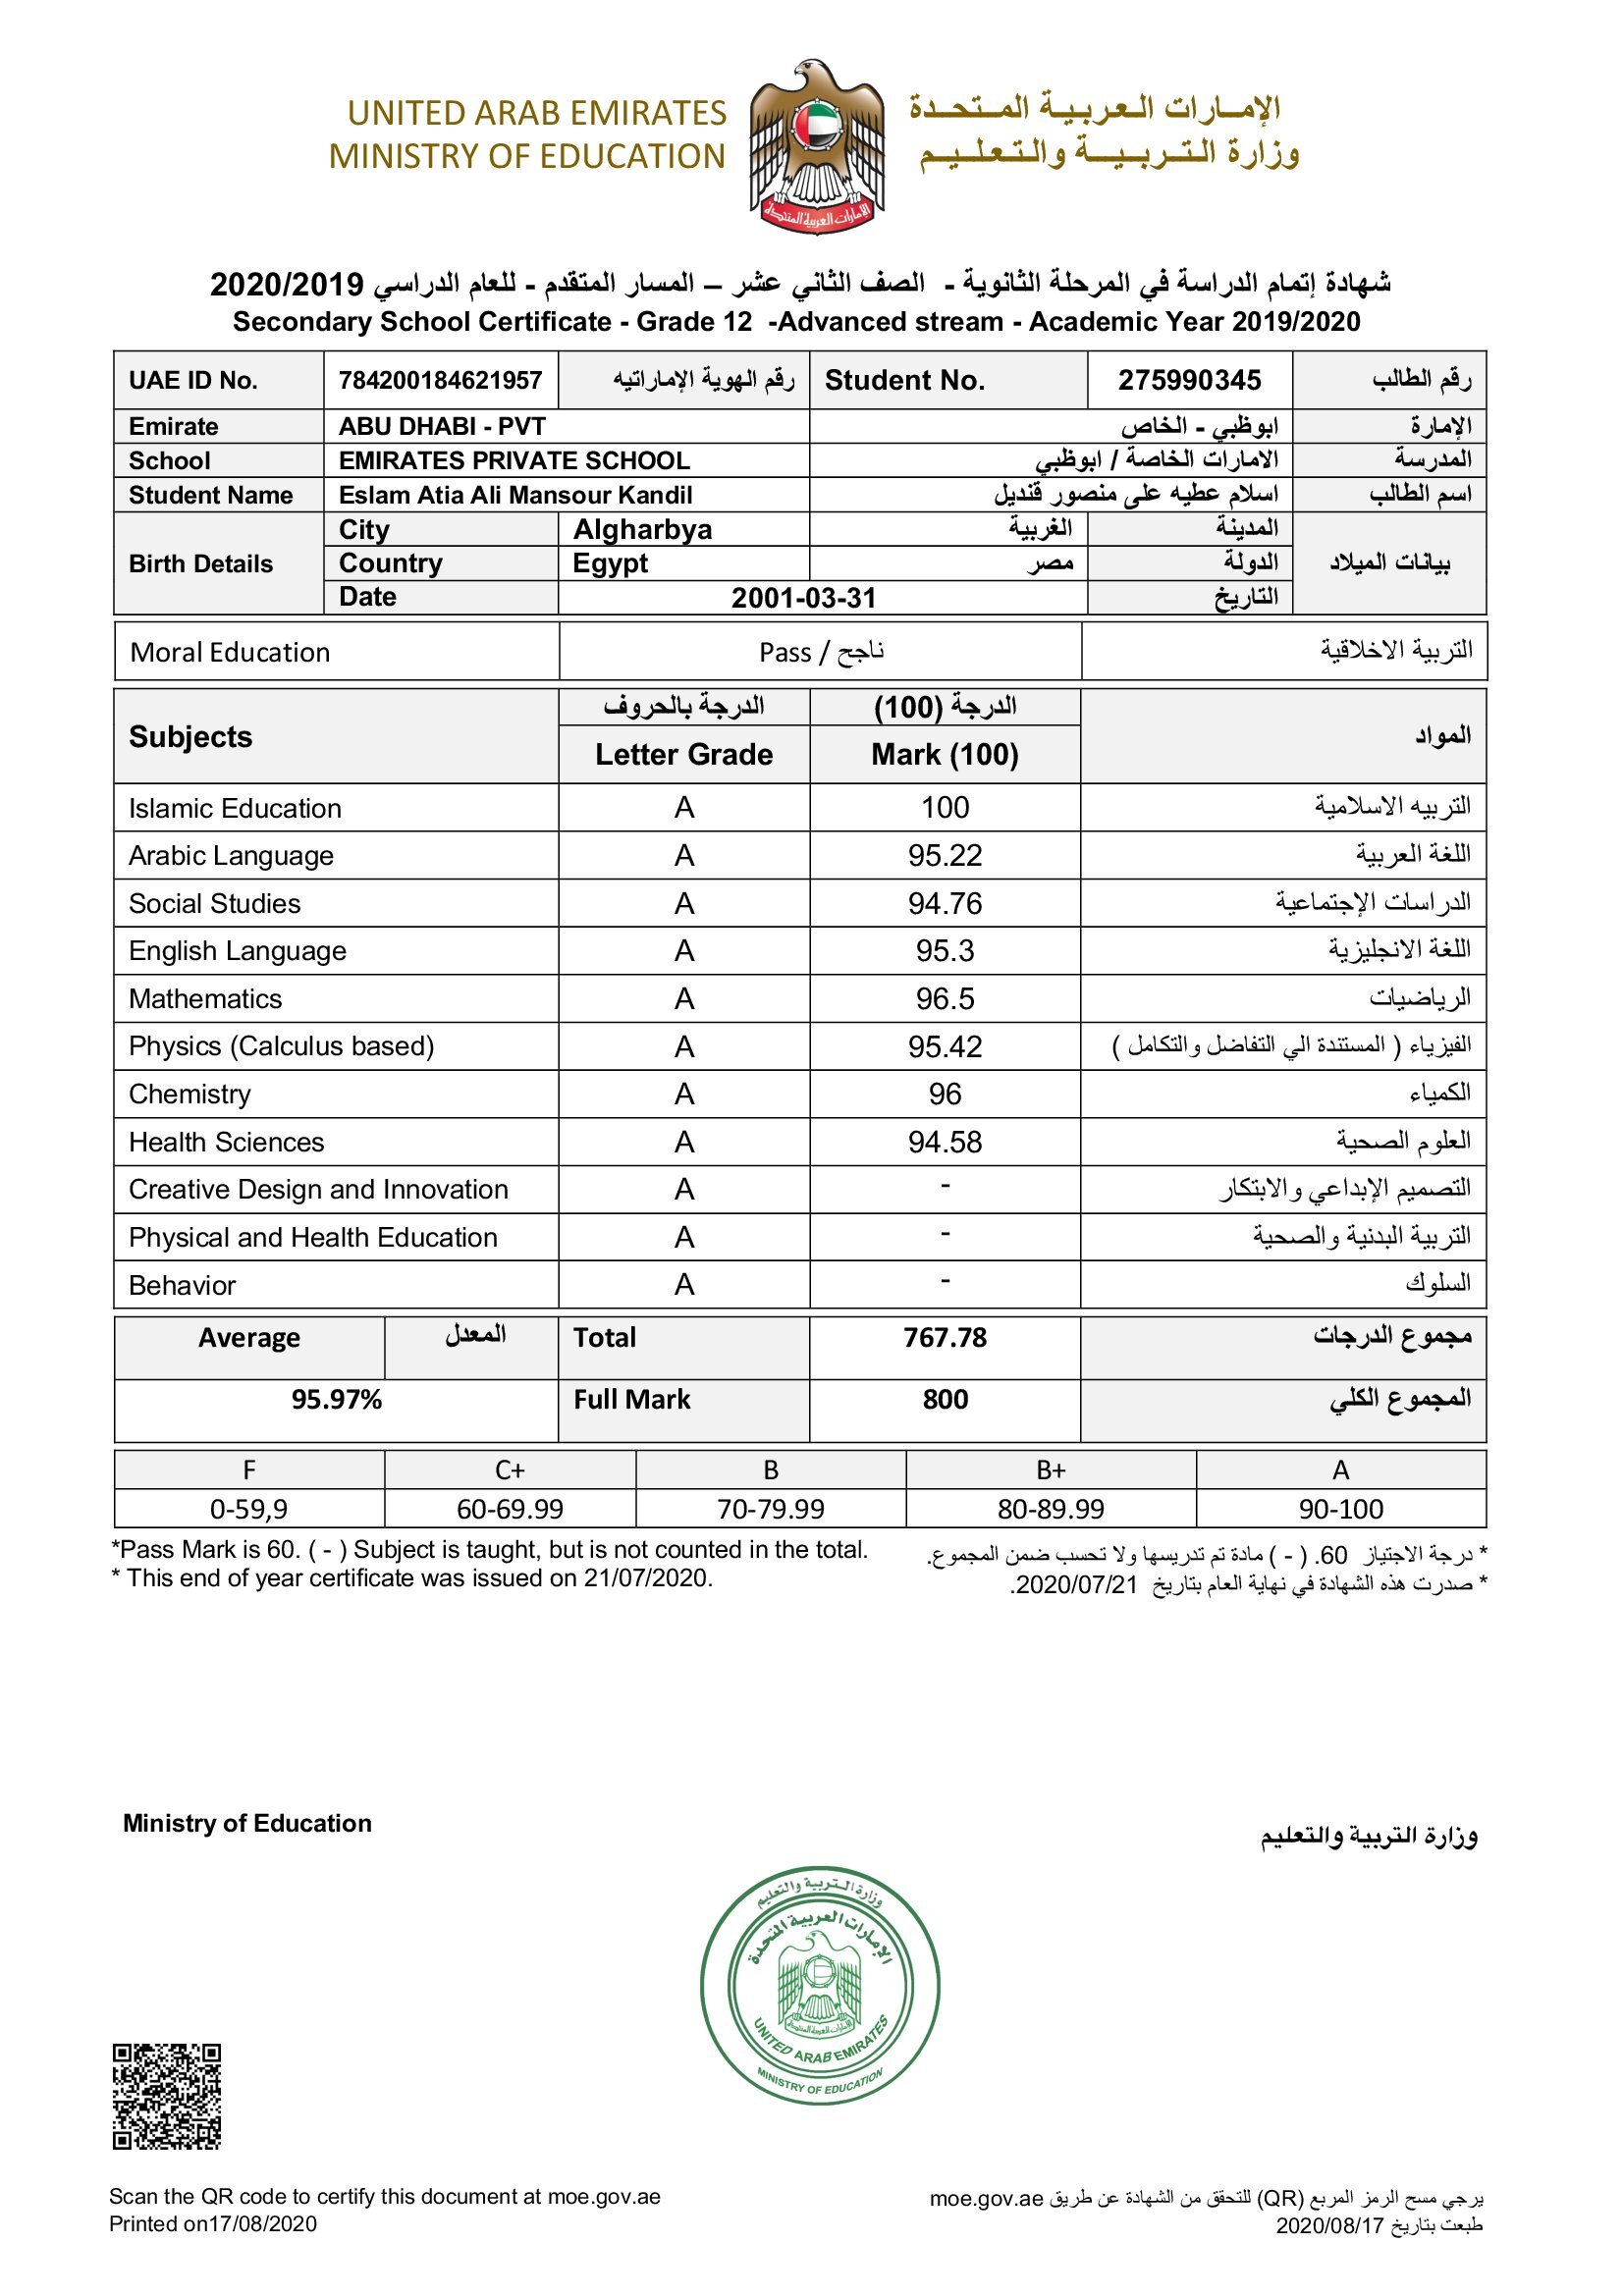 UNITED ARAB EMIRATES
MINISTRY OF EDUCATION
الإمارات العربية المتحدة
وزارة التربية والتعليم
الإمارات العربية المتحدة
شهادة إتمام الدراسة في المرحلة الثانوية - الصف الثاني عشر – المسار المتقدم - للعام الدراسي 2020/2019
Secondary School Certificate - Grade 12 -Advanced stream - Academic Year 2019/2020
UAE ID No. 784200184621957 رقم الهوية الإماراتيه Student No. 275990345 رقم الطالب
Emirate ABU DHABI - PVT ابوظبي - الخاص الإمارة
School EMIRATES PRIVATE SCHOOL الامارات الخاصة / ابوظبي المدرسة
Student Name Eslam Atia Ali Mansour Kandil اسلام عطيه على منصور قنديل اسم الطالب
Birth Details City Algharbya الغربية المدينة بيانات الميلاد
Country Egypt مصر الدولة
Date 2001-03-31 التاريخ
Moral Education Pass / ناجح التربية الاخلاقية
Subjects الدرجة بالحروف الدرجة (100) المواد
Letter Grade Mark (100)
Islamic Education A 100 التربيه الاسلامية
Arabic Language A 95.22 اللغة العربية
Social Studies A 94.76 الدراسات الإجتماعية
English Language A 95.3 اللغة الانجليزية
Mathematics A 96.5 الرياضيات
Physics (Calculus based) A 95.42 الفيزياء ( المستندة الي التفاضل والتكامل )
Chemistry A 96 الكمياء
Health Sciences A 94.58 العلوم الصحية
Creative Design and Innovation A - التصميم الإبداعي والابتكار
Physical and Health Education A - التربية البدنية والصحية
Behavior A - السلوك
Average المعدل Total 767.78 مجموع الدرجات
95.97% Full Mark 800 المجموع الكلي
F C+ B B+ A
0-59,9 60-69.99 70-79.99 80-89.99 90-100
*Pass Mark is 60. ( - ) Subject is taught, but is not counted in the total.
* درجة الاجتياز 60. ( - ) مادة تم تدريسها ولا تحسب ضمن المجموع.
* This end of year certificate was issued on 21/07/2020.
* صدرت هذه الشهادة في نهاية العام بتاريخ 2020/07/21.
Ministry of Education وزارة التربية والتعليم
وزارة التربية والتعليم
الإمارات العربية المتحدة
UNITED ARAB EMIRATES
MINISTRY OF EDUCATION
Scan the QR code to certify this document at moe.gov.ae
يرجي مسح الرمز المربع (QR) للتحقق من الشهادة عن طريق moe.gov.ae
Printed on17/08/2020
طبعت بتاريخ 2020/08/17